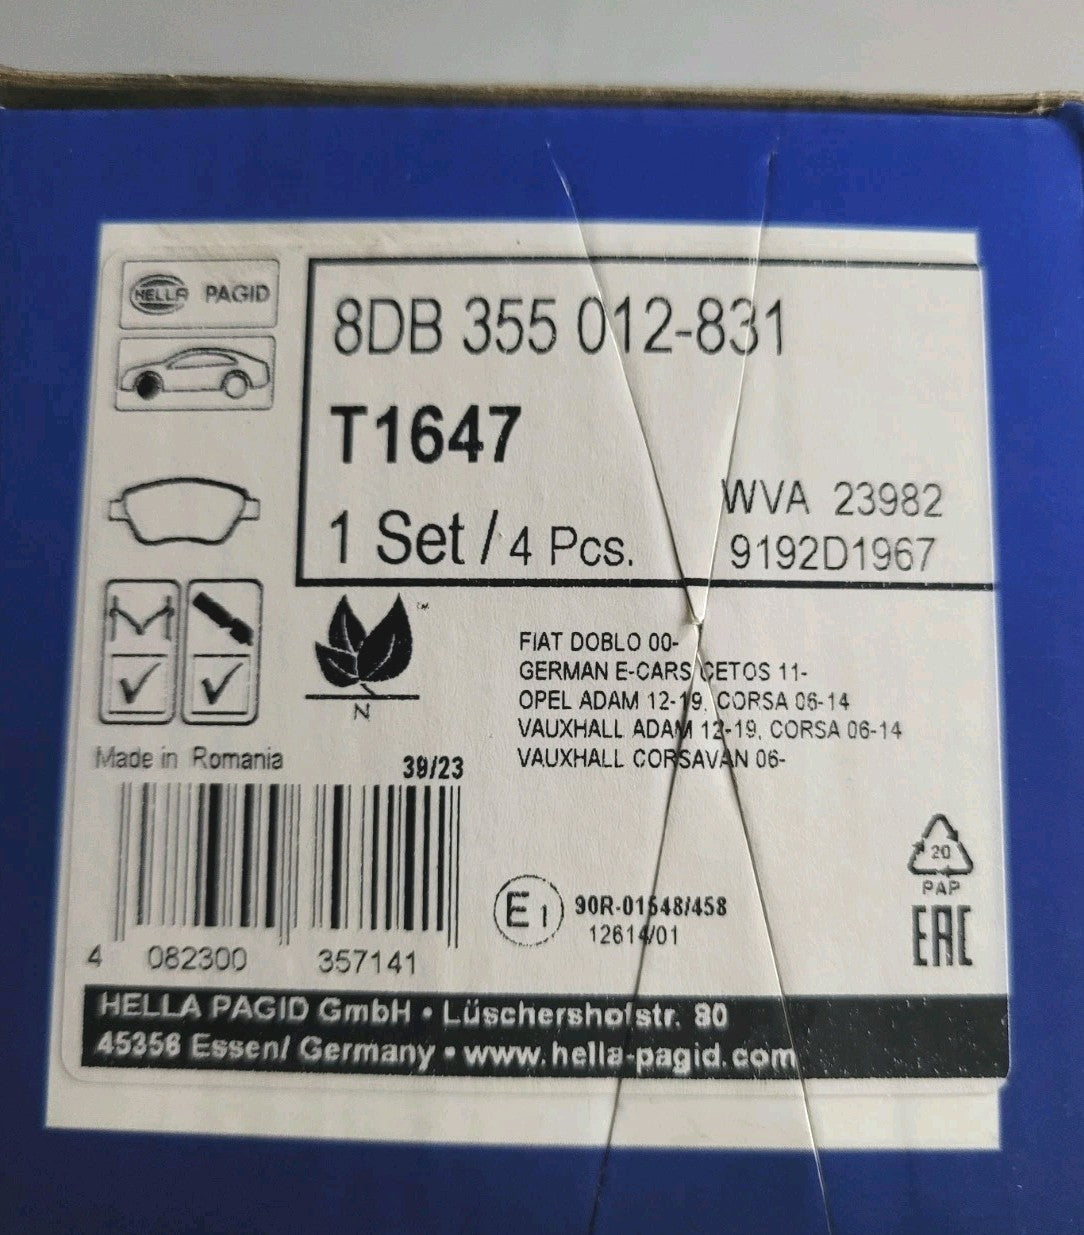 HELLA PAGID
8DB 355 012-831
T1647
1 Set / 4 Pcs.
WVA 23982
9192D1967
™
N
FIAT DOBLO 00-
GERMAN E-CARS CETOS 11-
OPEL ADAM 12-19, CORSA 06-14
VAUXHALL ADAM 12-19, CORSA 06-14
VAUXHALL CORSAVAN 06-
Made in Romania
39/23
4 082300 357141
E1
90R-01548/458
12614/01
20
PAP
EAC
HELLA PAGID GmbH • Lüschershofstr. 80
45356 Essen/ Germany • www.hella-pagid.com